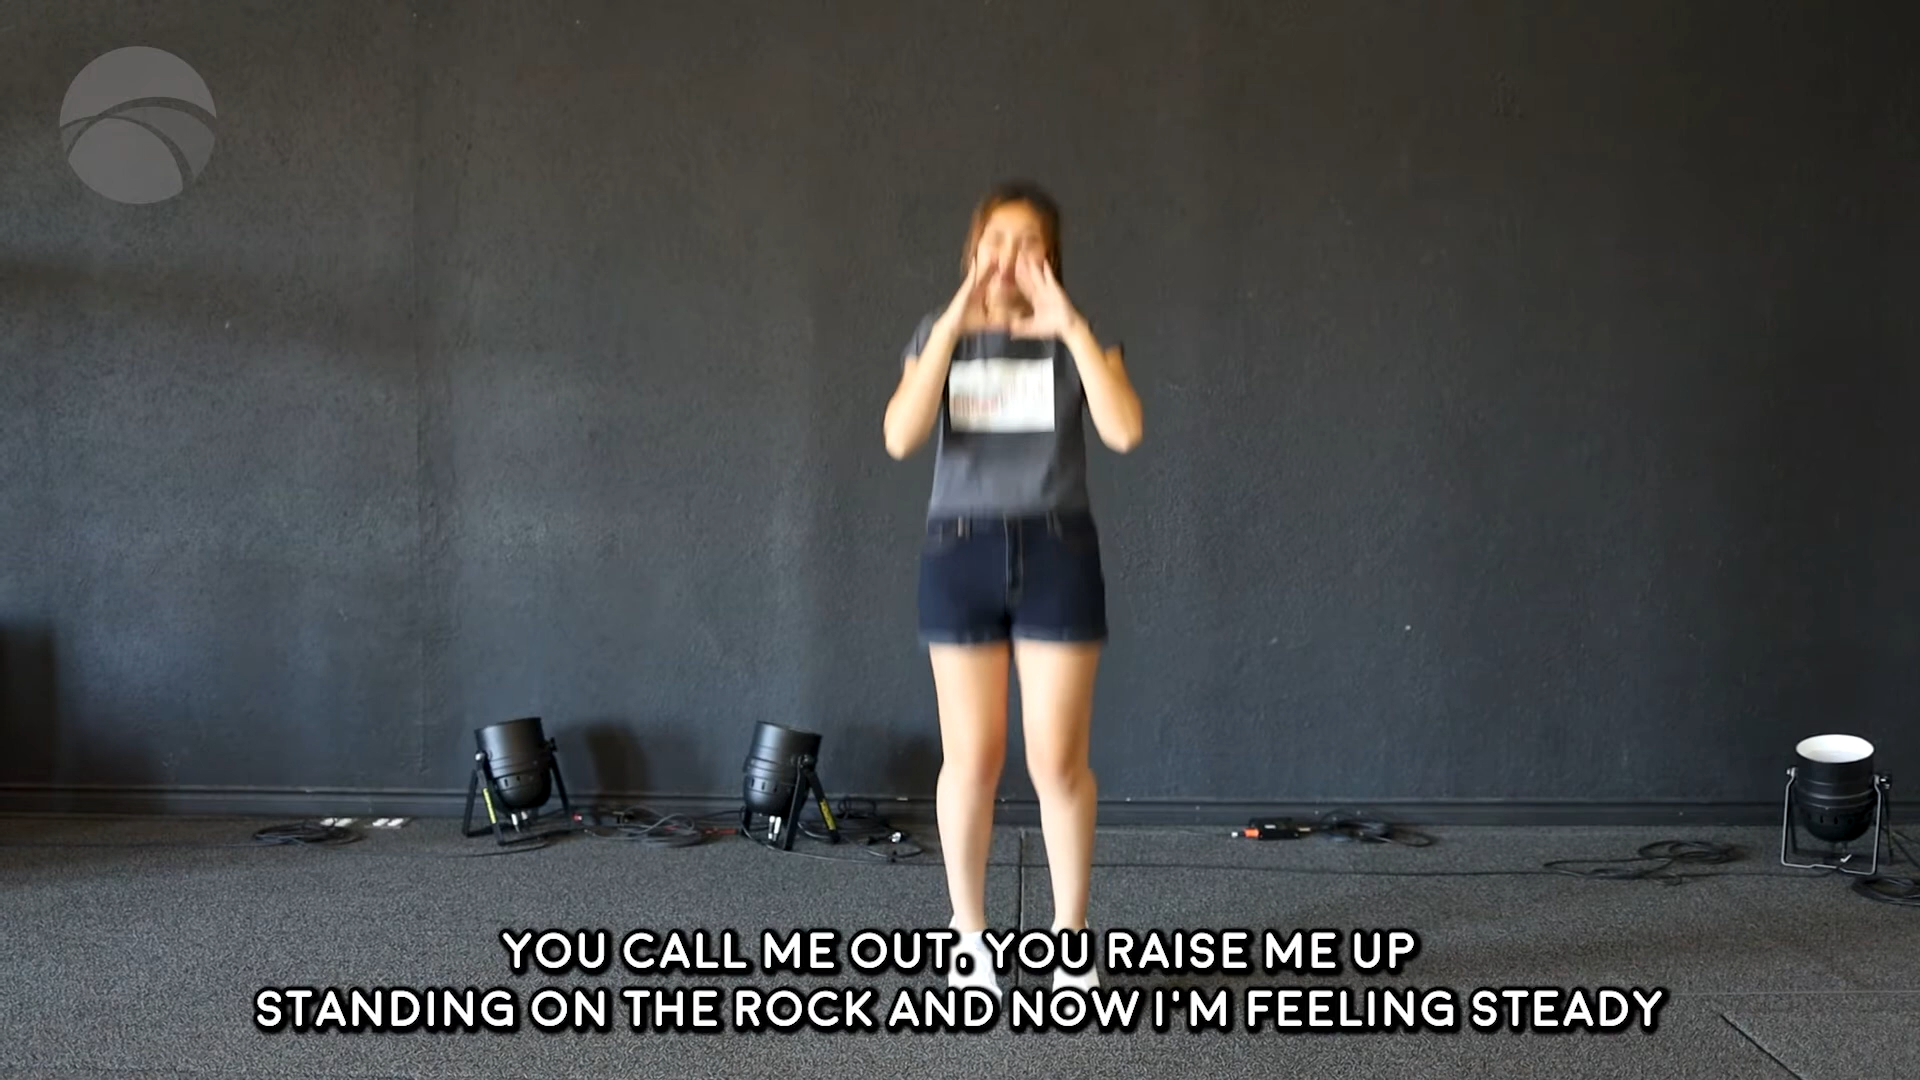 YOU CALL ME OUT, YOU RAISE ME UP
STANDING ON THE ROCK AND NOW I'M FEELING STEADY